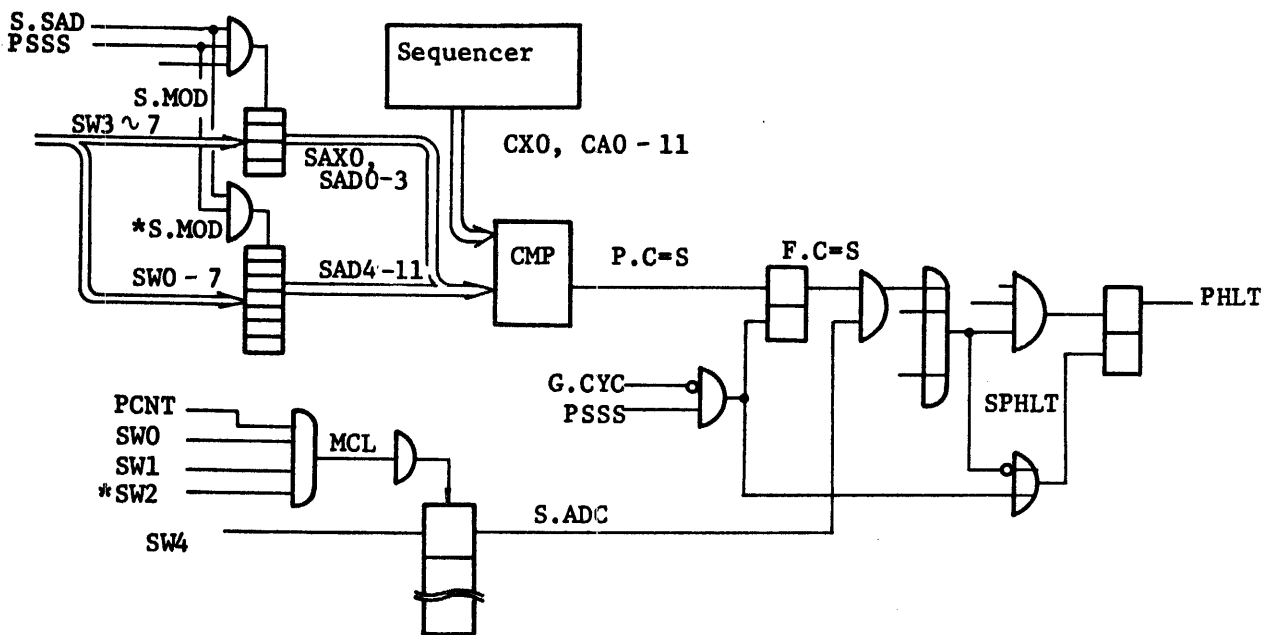 S.SAD
PSSS
Sequencer
S.MOD
SW3 ~ 7
CX0, CA0 - 11
SAX0,
SAD0-3
*S.MOD
SW0 - 7
SAD4-11
CMP
P.C=S
F.C=S
PHLT
G.CYC
PSSS
SPHLT
PCNT
SW0
MCL
SW1
*SW2
S.ADC
SW4